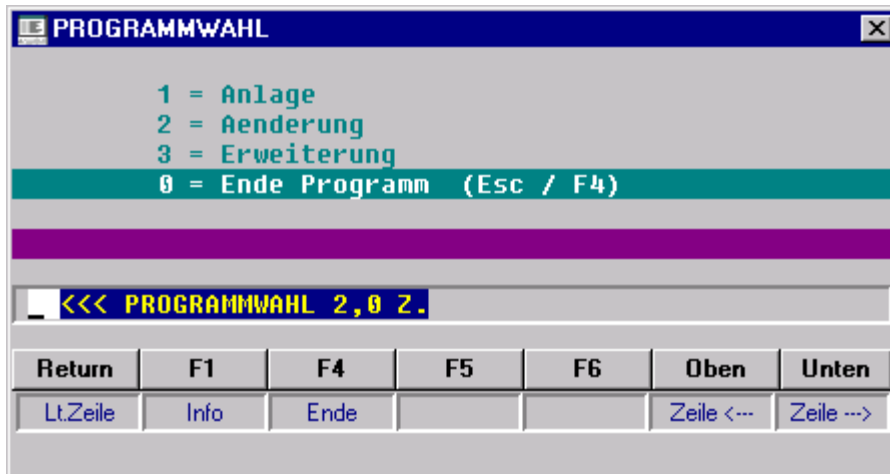 PROGRAMMWAHL
1 = Anlage
2 = Aenderung
3 = Erweiterung
0 = Ende Programm (Esc / F4)
_ <<< PROGRAMMWAHL 2,0 Z.
Return F1 F4 F5 F6 Oben Unten
Lt.Zeile Info Ende Zeile <--- Zeile --->